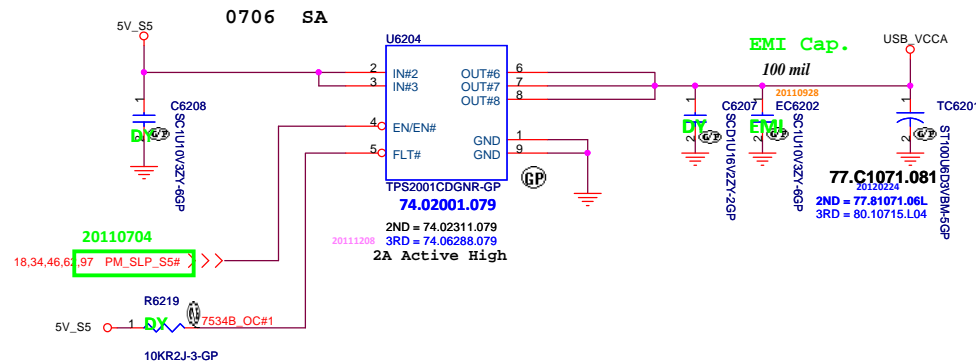 0706 SA
5V_S5
U6204
EMI Cap.
USB_VCCA
100 mil
20110928
2 IN#2
3 IN#3
OUT#6 6
OUT#7 7
OUT#8 8
4 EN/EN#
5 FLT#
GND 1
GND 9
TPS2001CDGNR-GP
74.02001.079
2ND = 74.02311.079
20111208 3RD = 74.06288.079
2A Active High
GP
1
C6208
SC1U10V3ZY-6GP
DY
G/P
1
2
C6207
SCD1U16V2ZY-2GP
DY
G/P
1
2
EC6202
SC1U10V3ZY-6GP
EMI
G/P
1
2
TC6201
ST100U6D3VBM-5GP
G/P
77.C1071.081
20120224
2ND = 77.81071.06L
3RD = 80.10715.L04
20110704
18,34,46,62,97 PM_SLP_S5#
R6219
5V_S5 1 DY 7534B_OC#1
10KR2J-3-GP